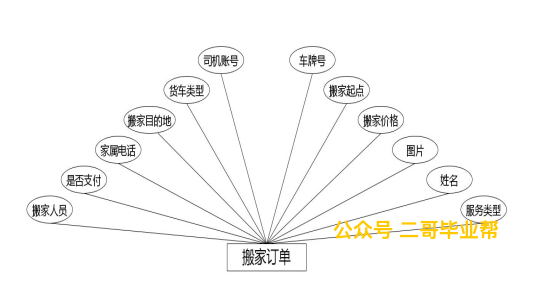 司机账号 车牌号
货车类型 搬家起点
搬家目的地 搬家价格
家属电话 图片
是否支付 姓名
搬家人员 服务类型
公众号 二哥毕业帮
搬家订单